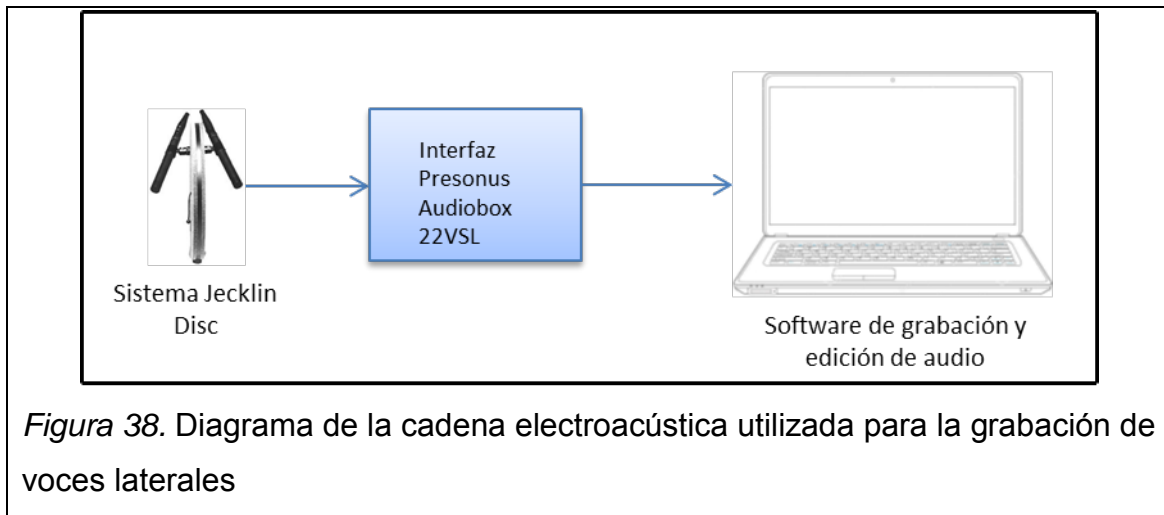 Interfaz
Presonus
Audiobox
22VSL
Sistema Jecklin
Disc
Software de grabación y
edición de audio
Figura 38. Diagrama de la cadena electroacústica utilizada para la grabación de
voces laterales